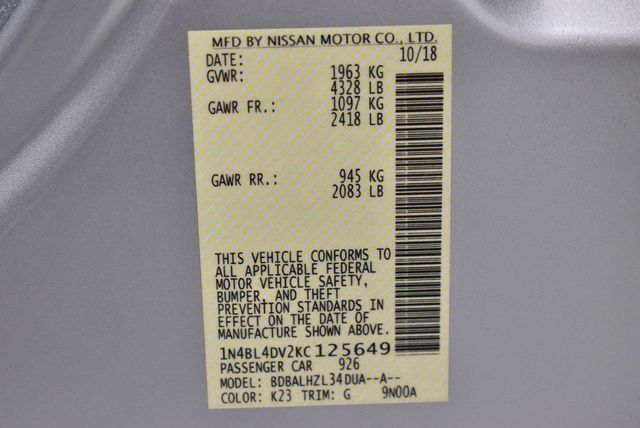 MFD BY NISSAN MOTOR CO., LTD.
DATE: 10/18
GVWR: 1963 KG
4328 LB
GAWR FR.: 1097 KG
2418 LB
GAWR RR.: 945 KG
2083 LB
THIS VEHICLE CONFORMS TO
ALL APPLICABLE FEDERAL
MOTOR VEHICLE SAFETY,
BUMPER, AND THEFT
PREVENTION STANDARDS IN
EFFECT ON THE DATE OF
MANUFACTURE SHOWN ABOVE.
1N4BL4DV2KC125649
PASSENGER CAR 926
MODEL: BDBALHZL34DUA--A--
COLOR: K23 TRIM: G 9N00A